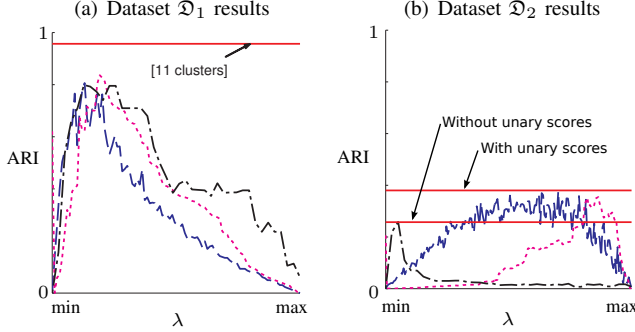 (a) Dataset 𝔇₁ results
1
[11 clusters]
ARI
0
min
max
λ
(b) Dataset 𝔇₂ results
1
Without unary scores
With unary scores
ARI
0
min
max
λ